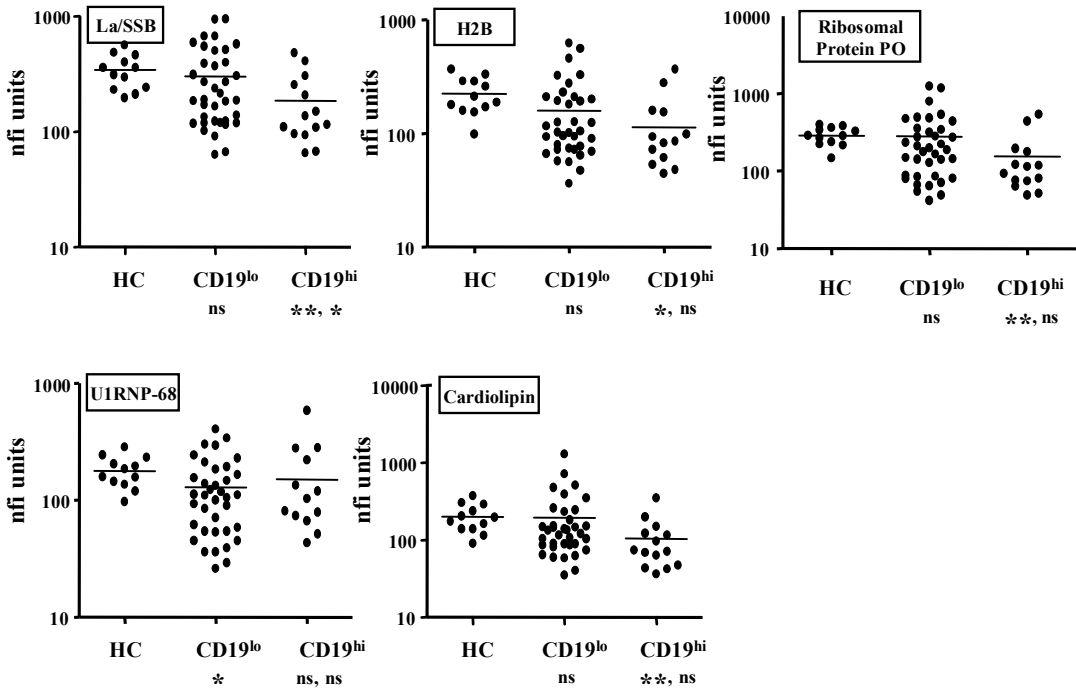 La/SSB
1000
100
10
nfi units
HC CD19lo CD19hi
ns **, *
H2B
1000
100
10
nfi units
HC CD19lo CD19hi
ns *, ns
Ribosomal
Protein PO
10000
1000
100
10
nfi units
HC CD19lo CD19hi
ns **, ns
U1RNP-68
1000
100
10
nfi units
HC CD19lo CD19hi
* ns, ns
Cardiolipin
10000
1000
100
10
nfi units
HC CD19lo CD19hi
ns **, ns